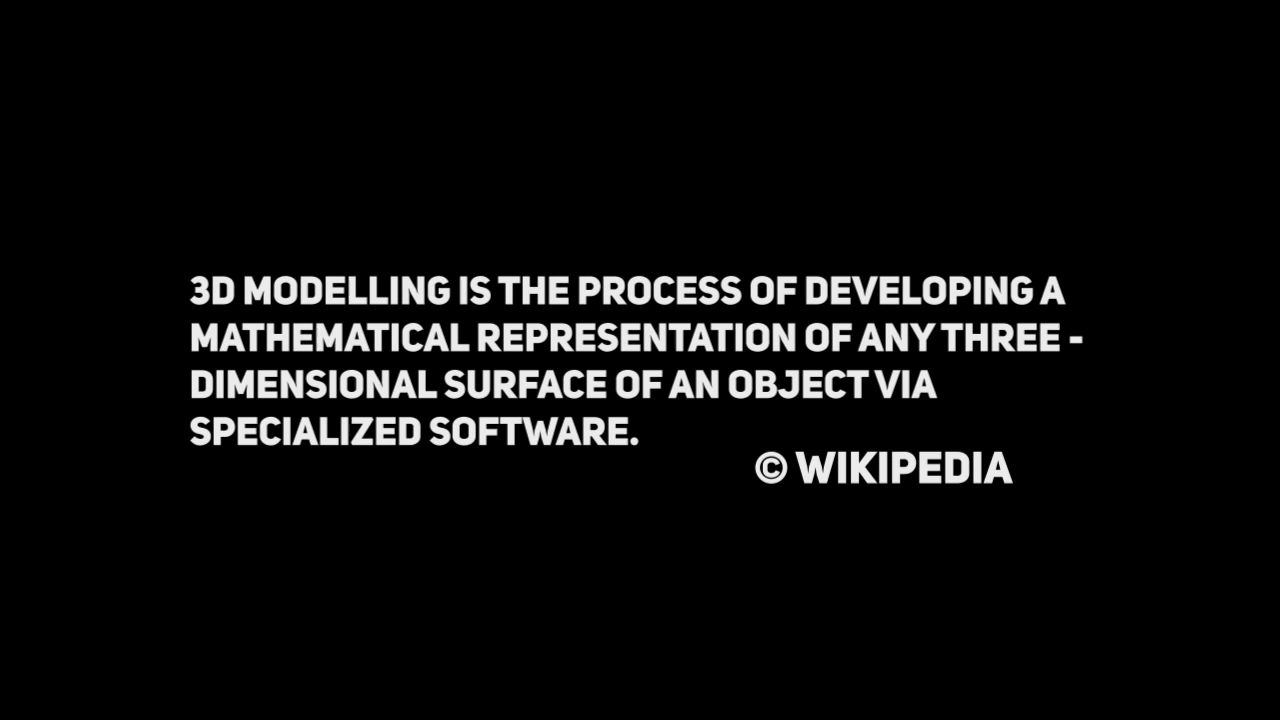 3D MODELLING IS THE PROCESS OF DEVELOPING A
MATHEMATICAL REPRESENTATION OF ANY THREE -
DIMENSIONAL SURFACE OF AN OBJECT VIA
SPECIALIZED SOFTWARE.
© WIKIPEDIA